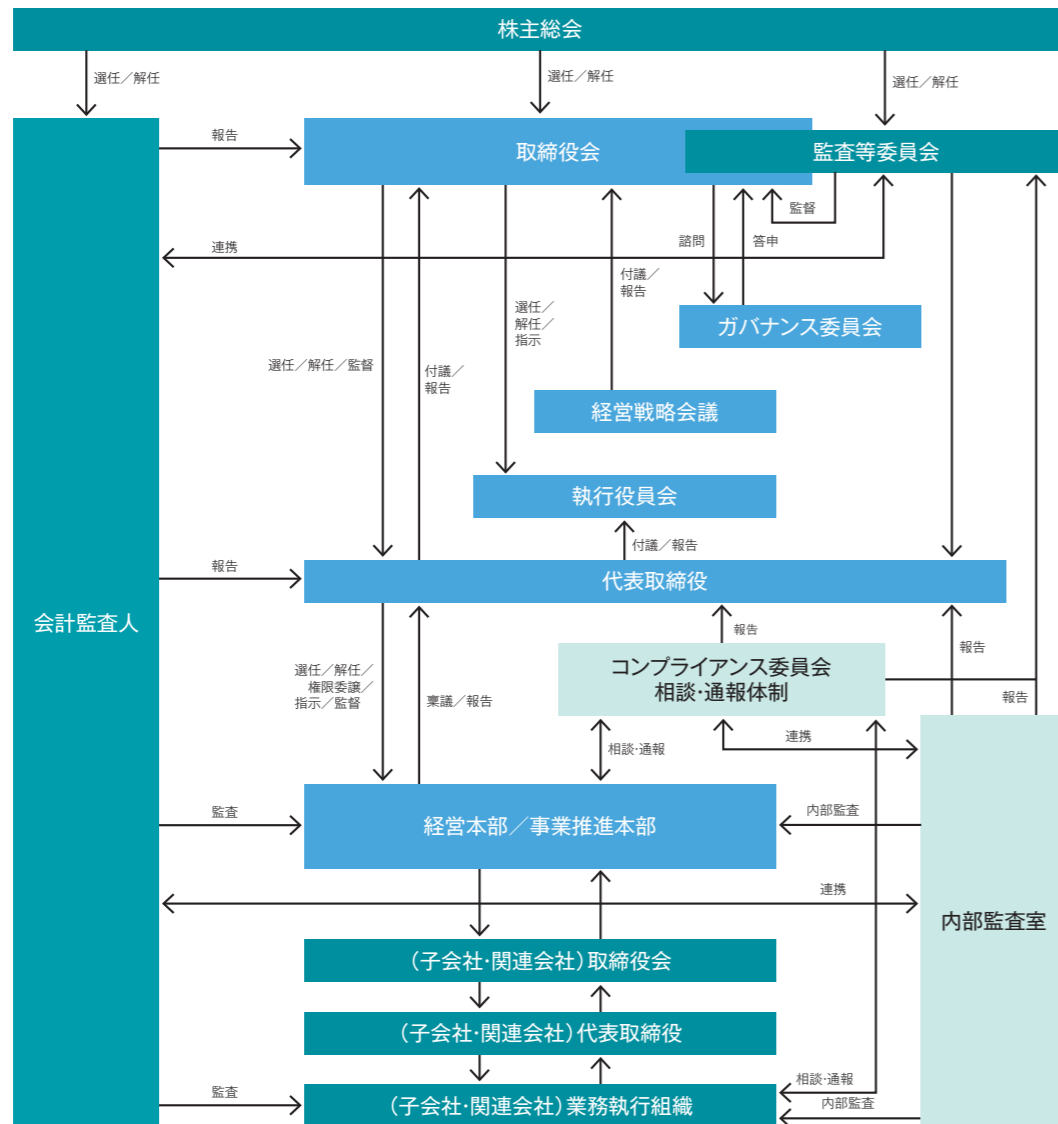 株主総会
選任／解任
選任／解任
選任／解任
報告
取締役会
監査等委員会
監督
連携
諮問
答申
付議／
報告
選任／
解任／
指示
ガバナンス委員会
選任／解任／監督
付議／
報告
経営戦略会議
執行役員会
付議／報告
報告
代表取締役
会計監査人
報告
報告
コンプライアンス委員会
相談・通報体制
選任／解任／
権限委譲／
指示／監督
稟議／報告
報告
連携
相談・通報
監査
経営本部／事業推進本部
内部監査
連携
内部監査室
（子会社・関連会社）取締役会
（子会社・関連会社）代表取締役
相談・通報
監査
（子会社・関連会社）業務執行組織
内部監査